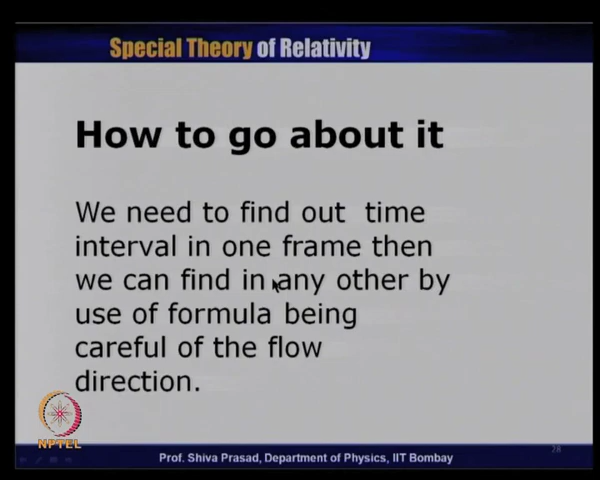 Special Theory of Relativity
How to go about it
We need to find out time
interval in one frame then
we can find in any other by
use of formula being
careful of the flow
direction.
NPTEL
Prof. Shiva Prasad, Department of Physics, IIT Bombay
28